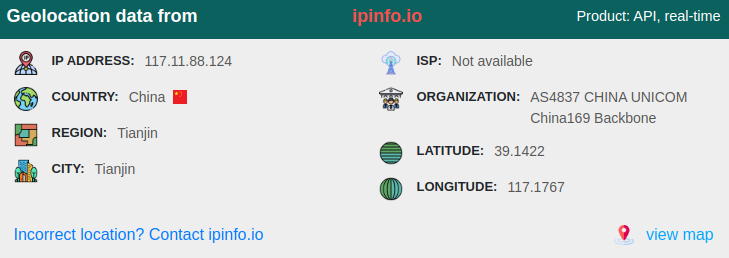 Geolocation data from ipinfo.io Product: API, real-time
IP ADDRESS: 117.11.88.124
COUNTRY: China
REGION: Tianjin
CITY: Tianjin
ISP: Not available
ORGANIZATION: AS4837 CHINA UNICOM
China169 Backbone
LATITUDE: 39.1422
LONGITUDE: 117.1767
Incorrect location? Contact ipinfo.io
view map